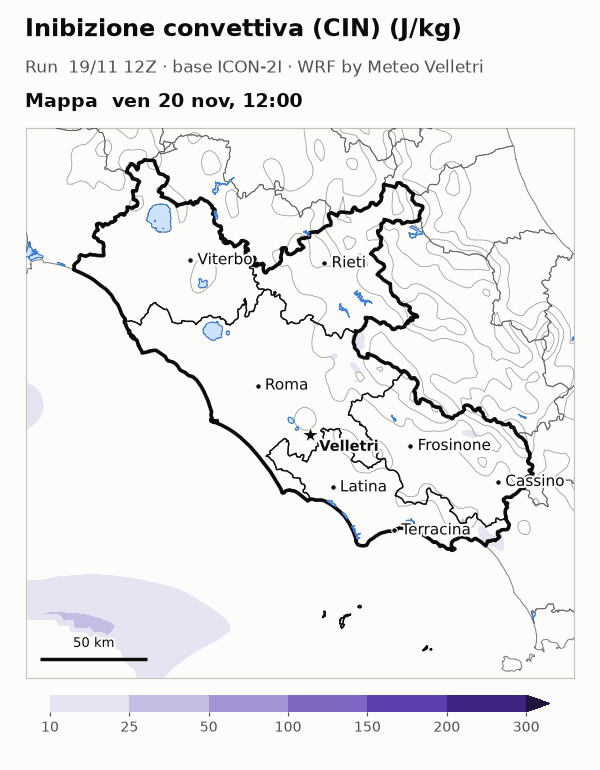 Inibizione convettiva (CIN) (J/kg)
Run  19/11 12Z · base ICON-2I · WRF by Meteo Velletri
Mappa  ven 20 nov, 12:00
Viterbo
Rieti
Roma
Velletri
Frosinone
Cassino
Latina
Terracina
50 km
10 25 50 100 150 200 300